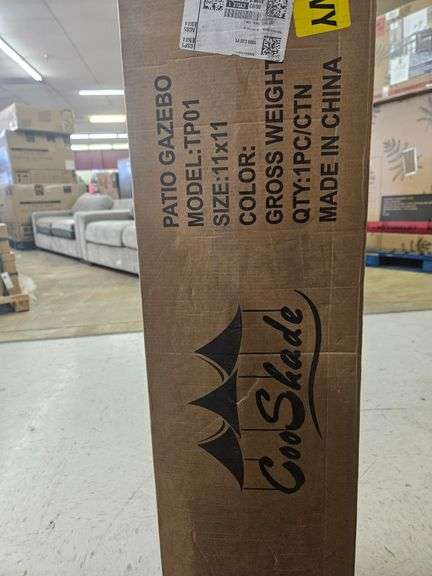 PATIO GAZEBO
MODEL:TP01
SIZE:11x11
COLOR:
GROSS WEIGHT
QTY:1PC/CTN
MADE IN CHINA
CooShade